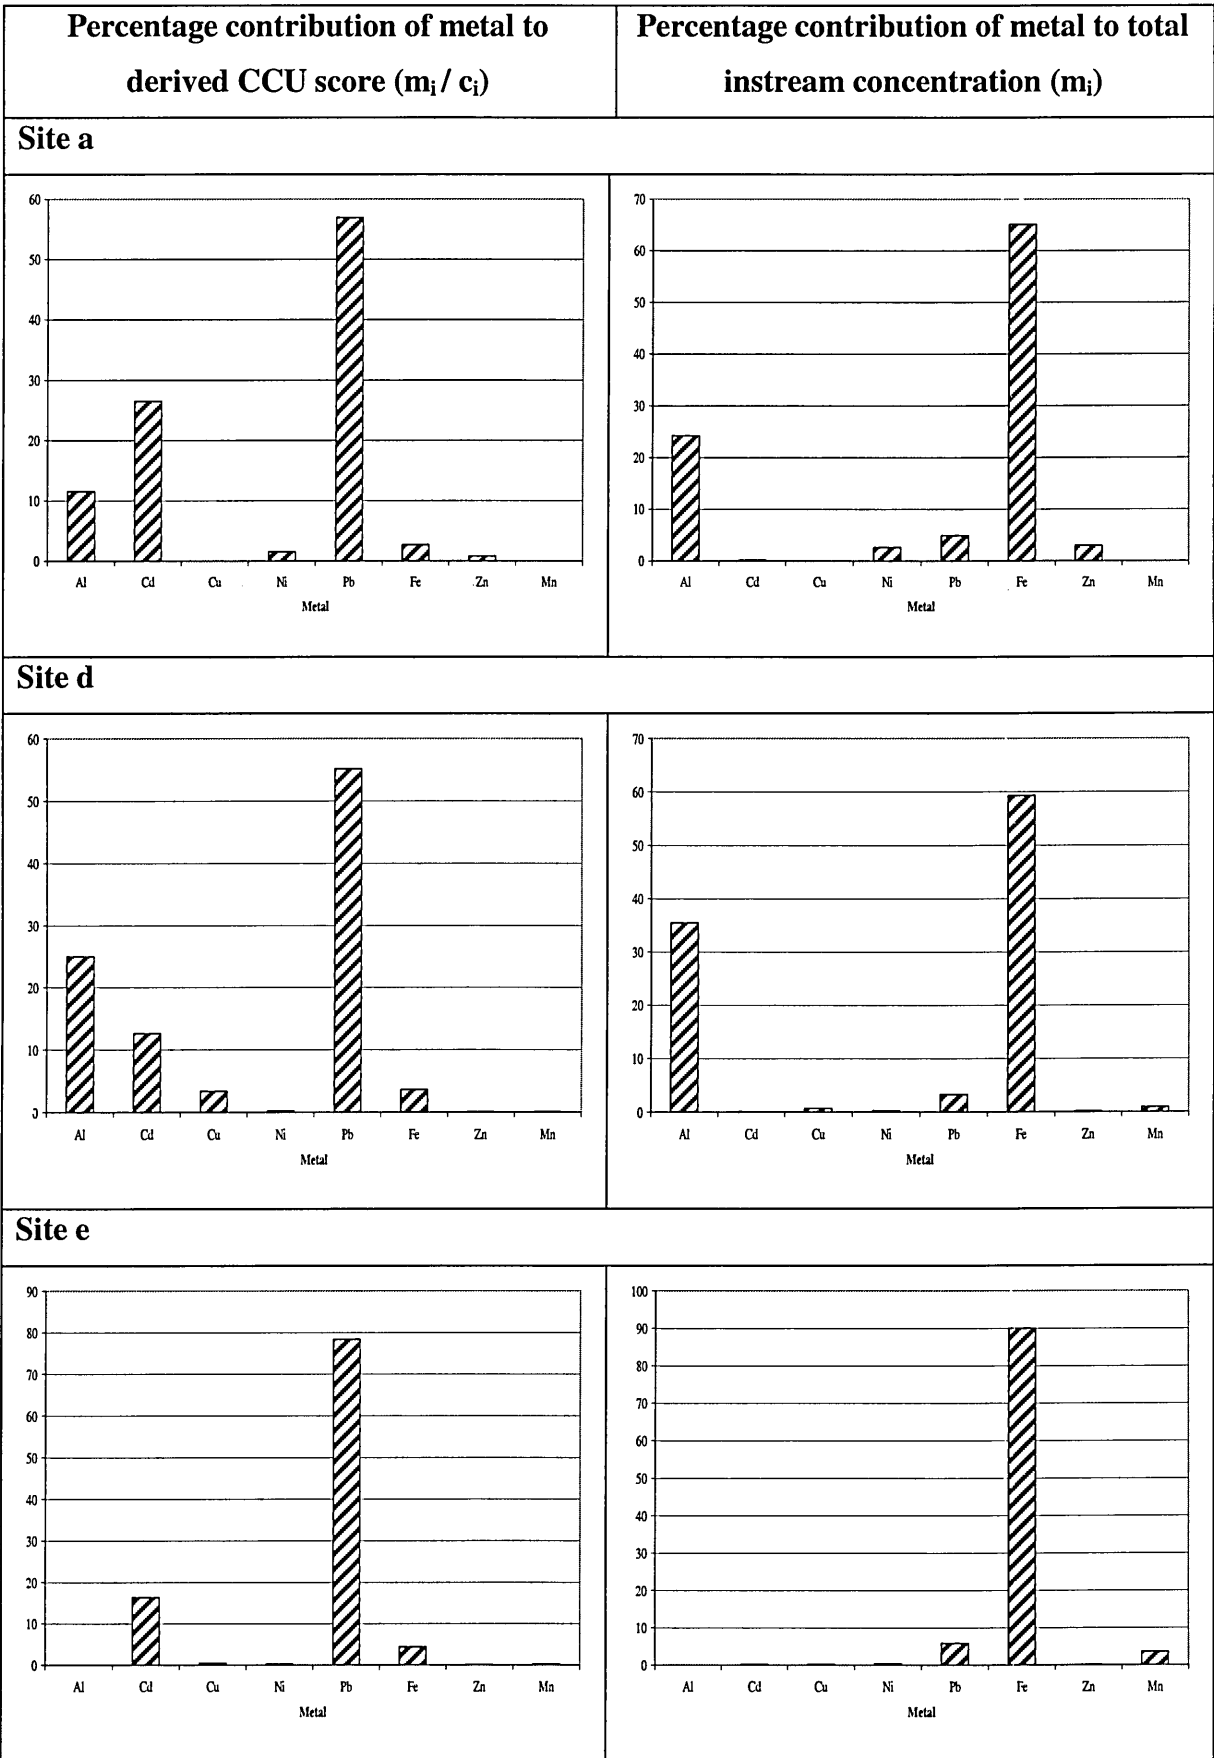 Percentage contribution of metal to
derived CCU score (mᵢ / cᵢ)
Percentage contribution of metal to total
instream concentration (mᵢ)
Site a
60
50
40
30
20
10
0
Al Cd Cu Ni Pb Fe Zn Mn
Metal
70
60
50
40
30
20
10
0
Al Cd Cu Ni Pb Fe Zn Mn
Metal
Site d
60
50
40
30
20
10
0
Al Cd Cu Ni Pb Fe Zn Mn
Metal
70
60
50
40
30
20
10
0
Al Cd Cu Ni Pb Fe Zn Mn
Metal
Site e
90
80
70
60
50
40
30
20
10
0
Al Cd Cu Ni Pb Fe Zn Mn
Metal
100
90
80
70
60
50
40
30
20
10
0
Al Cd Cu Ni Pb Fe Zn Mn
Metal